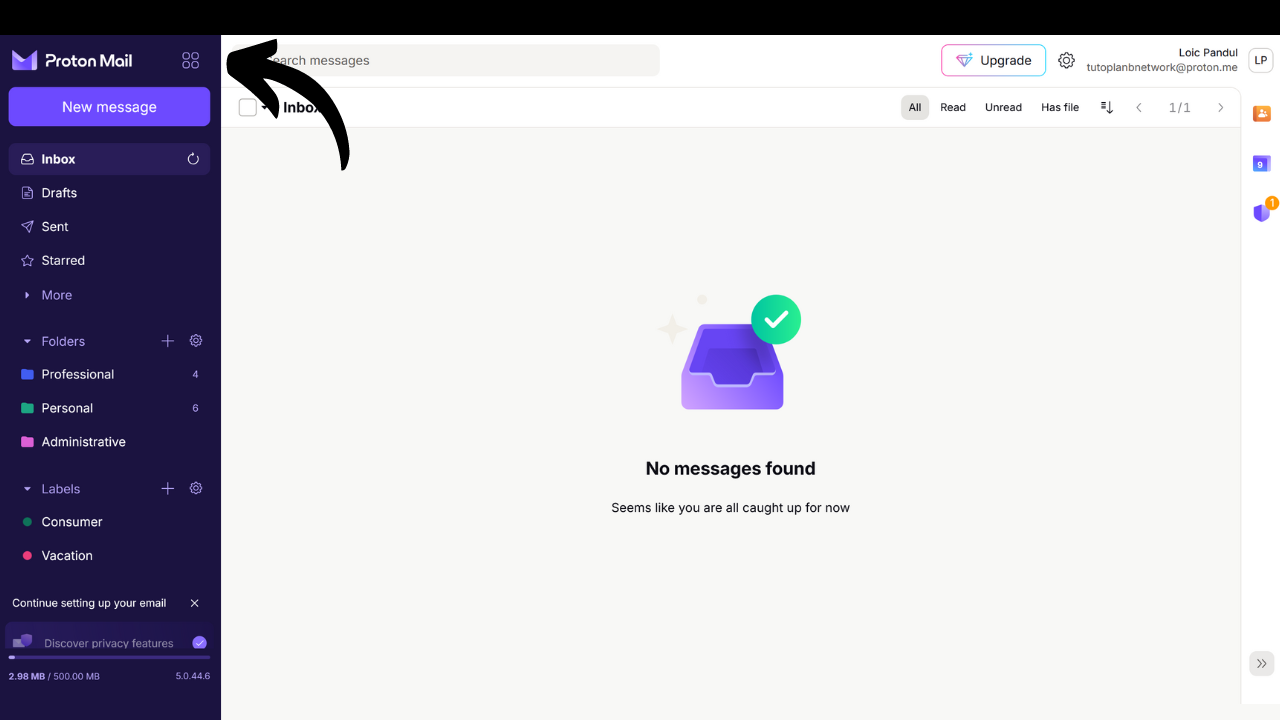 Proton Mail
earch messages
Upgrade
Loic Pandul
tutoplanbnetwork@proton.me
LP
New message
Inbox
All
Read
Unread
Has file
1/1
Inbox
Drafts
Sent
Starred
More
Folders
Professional 4
Personal 6
Administrative
Labels
Consumer
Vacation
Continue setting up your email
Discover privacy features
2.98 MB / 500.00 MB 5.0.44.6
No messages found
Seems like you are all caught up for now
9
1